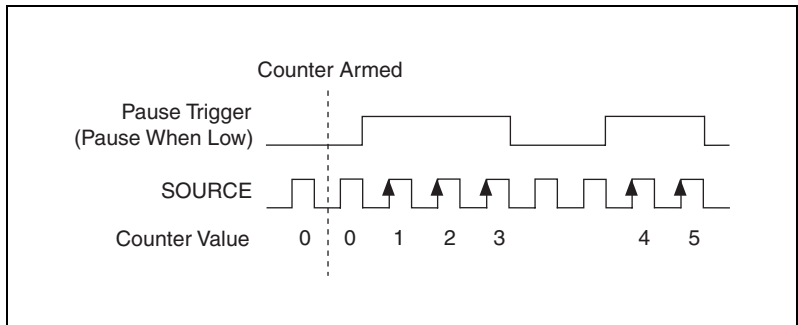 Counter Armed
Pause Trigger
(Pause When Low)
SOURCE
Counter Value 0 0 1 2 3 4 5